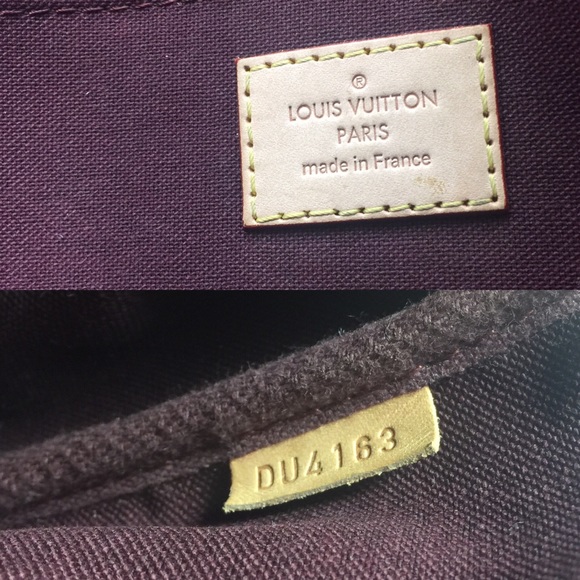 ®
LOUIS VUITTON
PARIS
made in France
DU4163